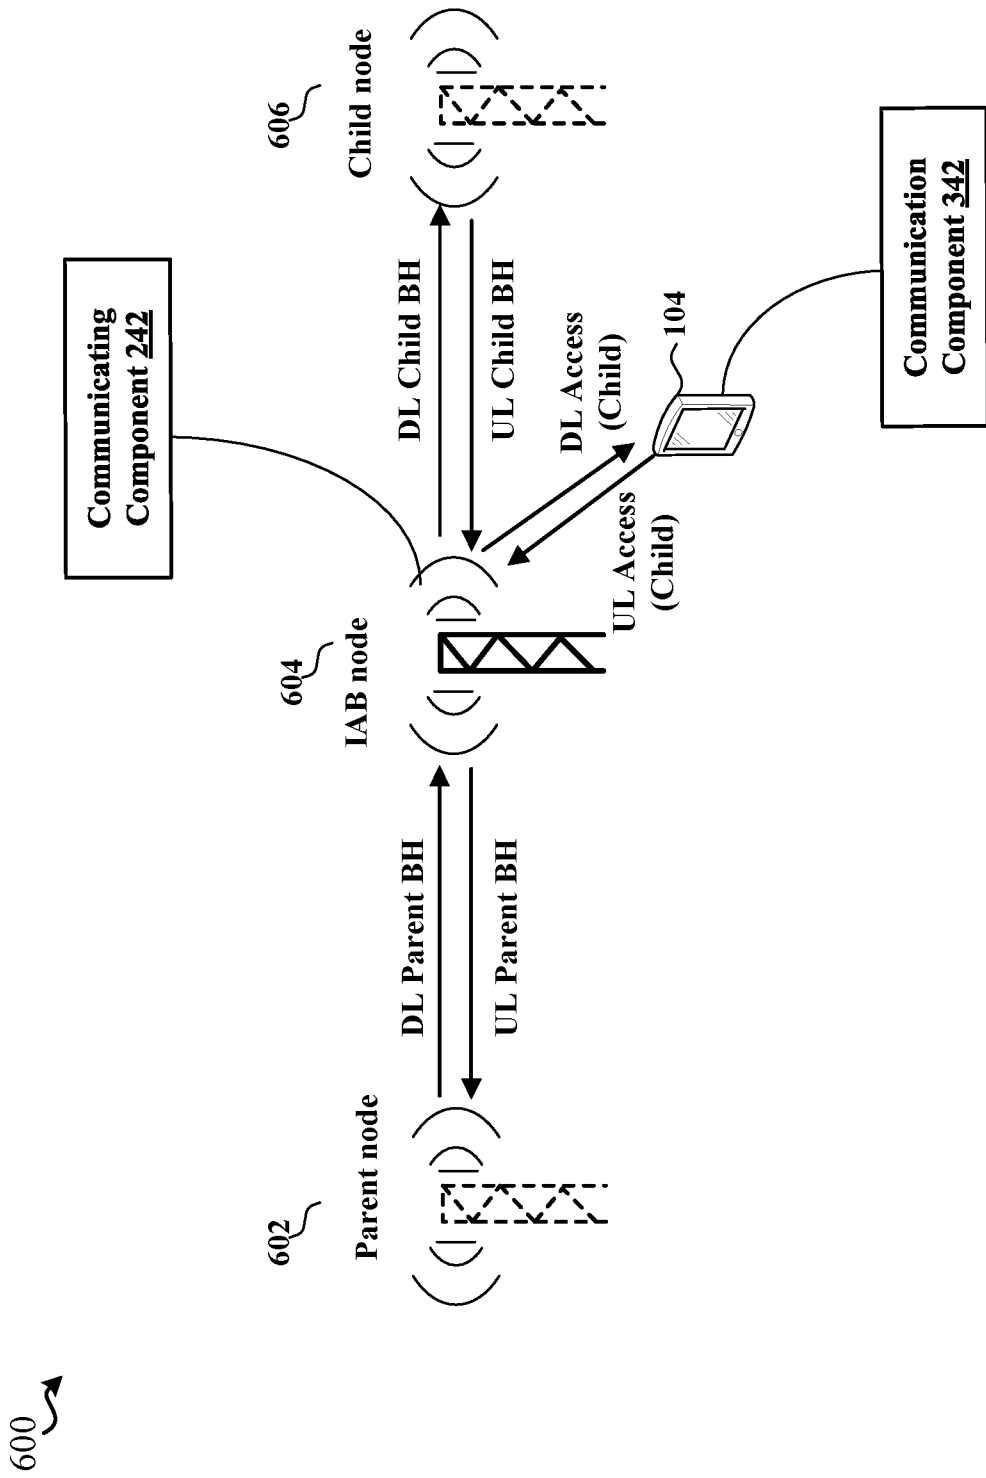 600
Communicating
Component 242
602
Parent node
604
IAB node
606
Child node
DL Parent BH
UL Parent BH
DL Child BH
UL Child BH
DL Access
(Child)
UL Access
(Child)
104
Communication
Component 342